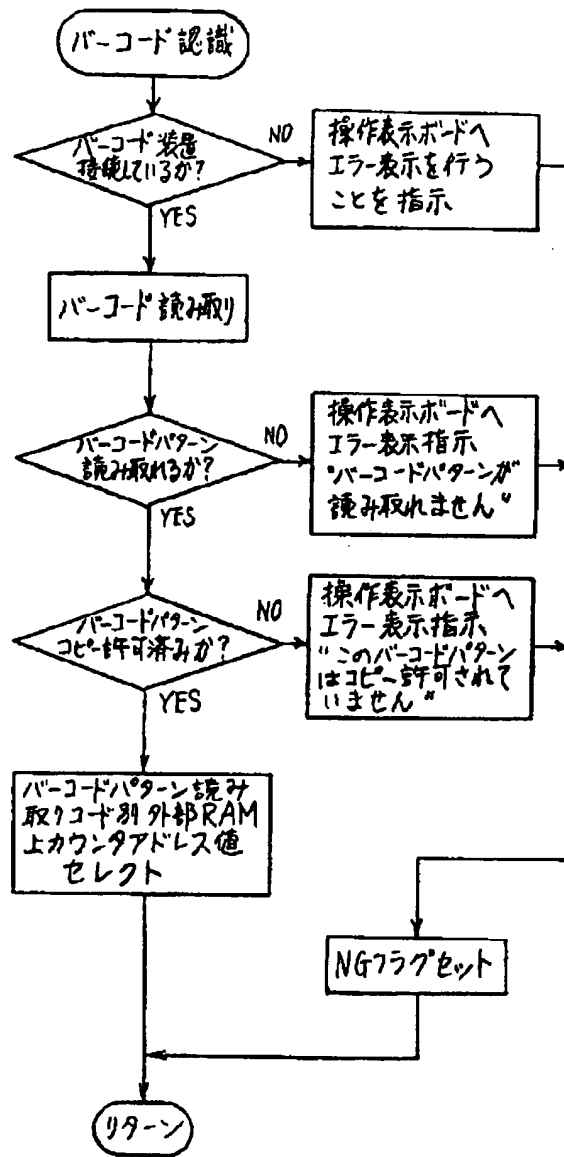 バーコード認識
バーコード装置
接続しているか?
NO
YES
操作表示ボードへ
エラー表示を行う
ことを指示
バーコード読み取り
バーコードパターン
読み取れるか?
NO
YES
操作表示ボードへ
エラー表示指示
"バーコードパターンが
読み取れません"
バーコードパターン
コピー許可済みか?
NO
YES
操作表示ボードへ
エラー表示指示
"このバーコードパターン
はコピー許可されて
いません"
バーコードパターン読み
取りコード別外部RAM
上カウンタアドレス値
セレクト
NGフラグセット
リターン